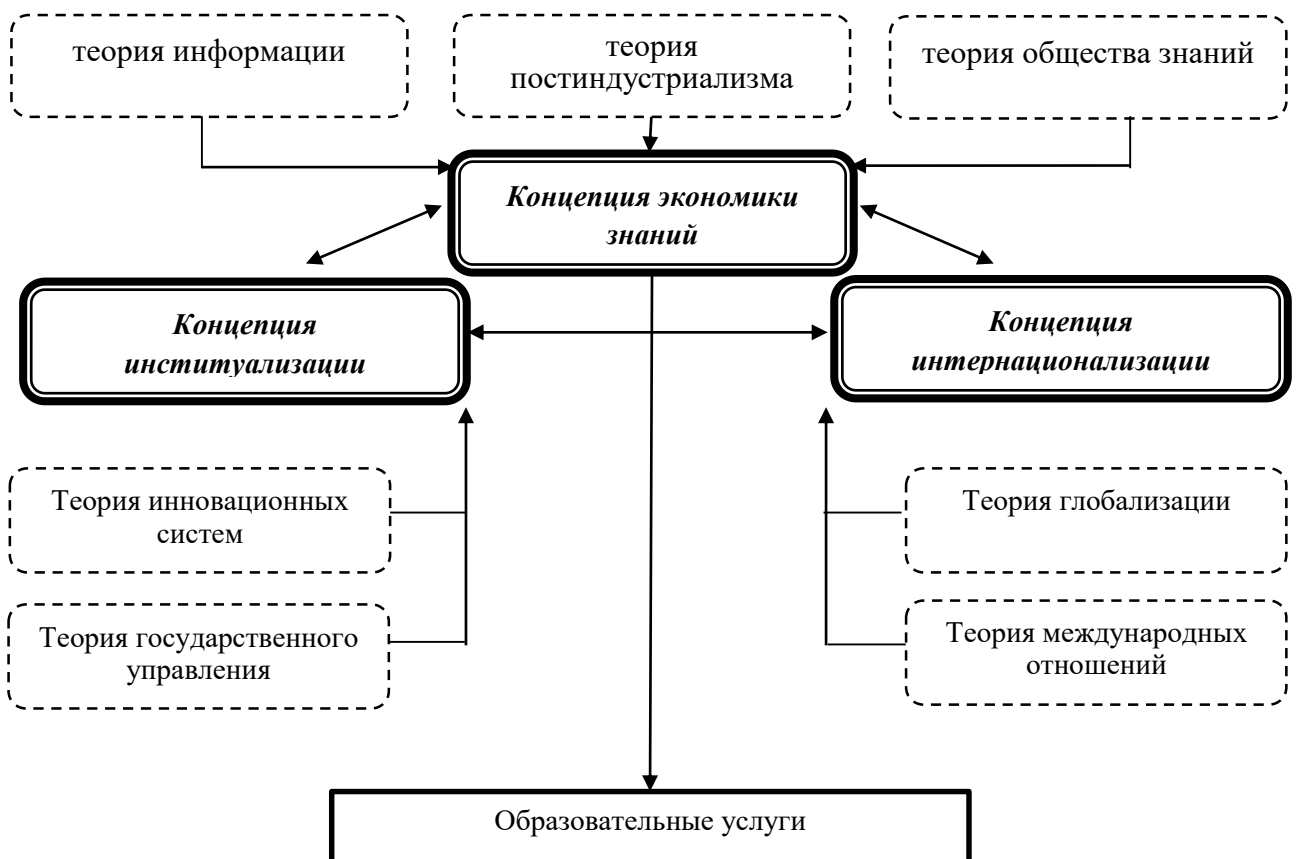 теория информации
теория
постиндустриализма
теория общества знаний
Концепция экономики
знаний
Концепция
институализации
Концепция
интернационализации
Теория инновационных
систем
Теория глобализации
Теория государственного
управления
Теория международных
отношений
Образовательные услуги